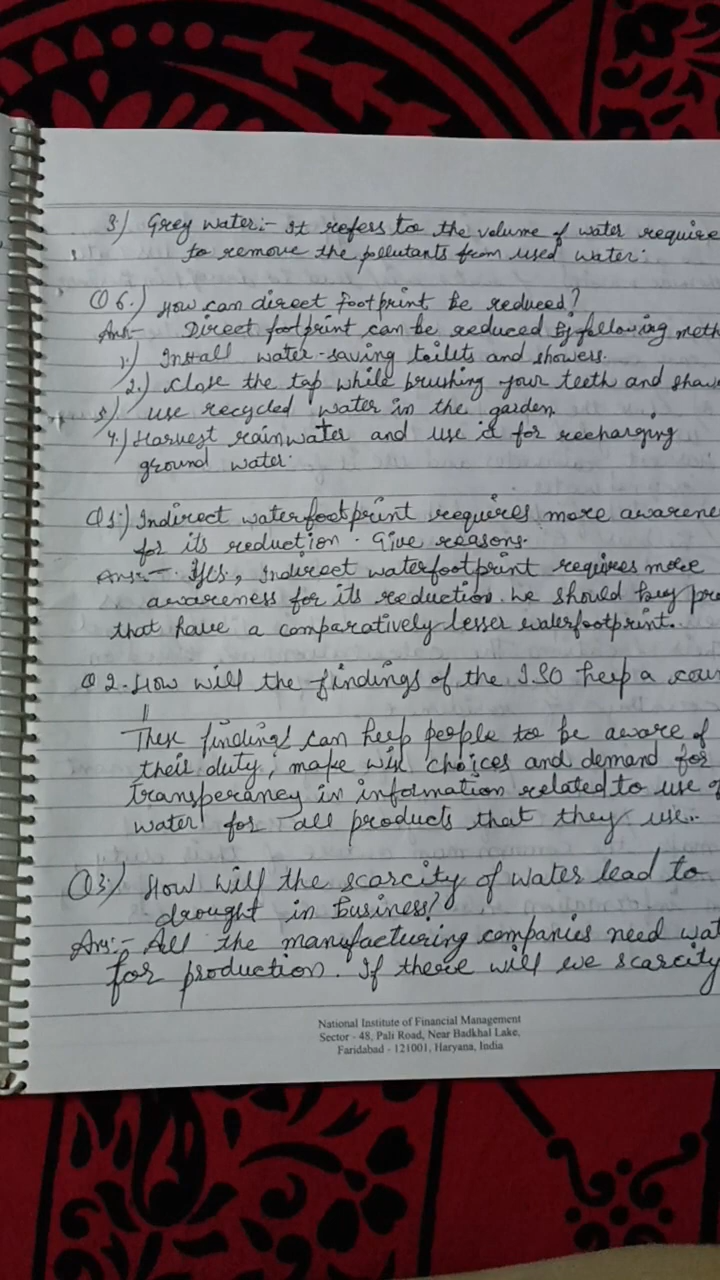 3.) Grey water:- It refers to the volume of water require
to remove the pollutants from used water.
Q 6.) How can direct footprint be reduced?
Ans:- Direct footprint can be reduced by following meth
1.) Install water-saving toilets and showers.
2.) Close the tap while brushing your teeth and shav
3.) use recycled water in the garden.
4.) Harvest rainwater and use it for recharging
ground water.
Q1:) Indirect waterfootprint requires more awarene
for its reduction. Give reasons.
Ans:- Yes, Indirect waterfootprint requires more
awareness for its reduction. We should buy pro
that have a comparatively lesser waterfootprint.
Q 2. How will the findings of the ISO help a coun
These findings can help people to be aware of
their duty, make wise choices and demand for
transperancy in information related to use of
water for all products that they use.
Q3:) How will the scarcity of water lead to
drought in business?
Ans:- All the manufacturing companies need wat
for production. If there will we scarcity
National Institute of Financial Management
Sector - 48, Pali Road, Near Badkhal Lake,
Faridabad - 121001, Haryana, India